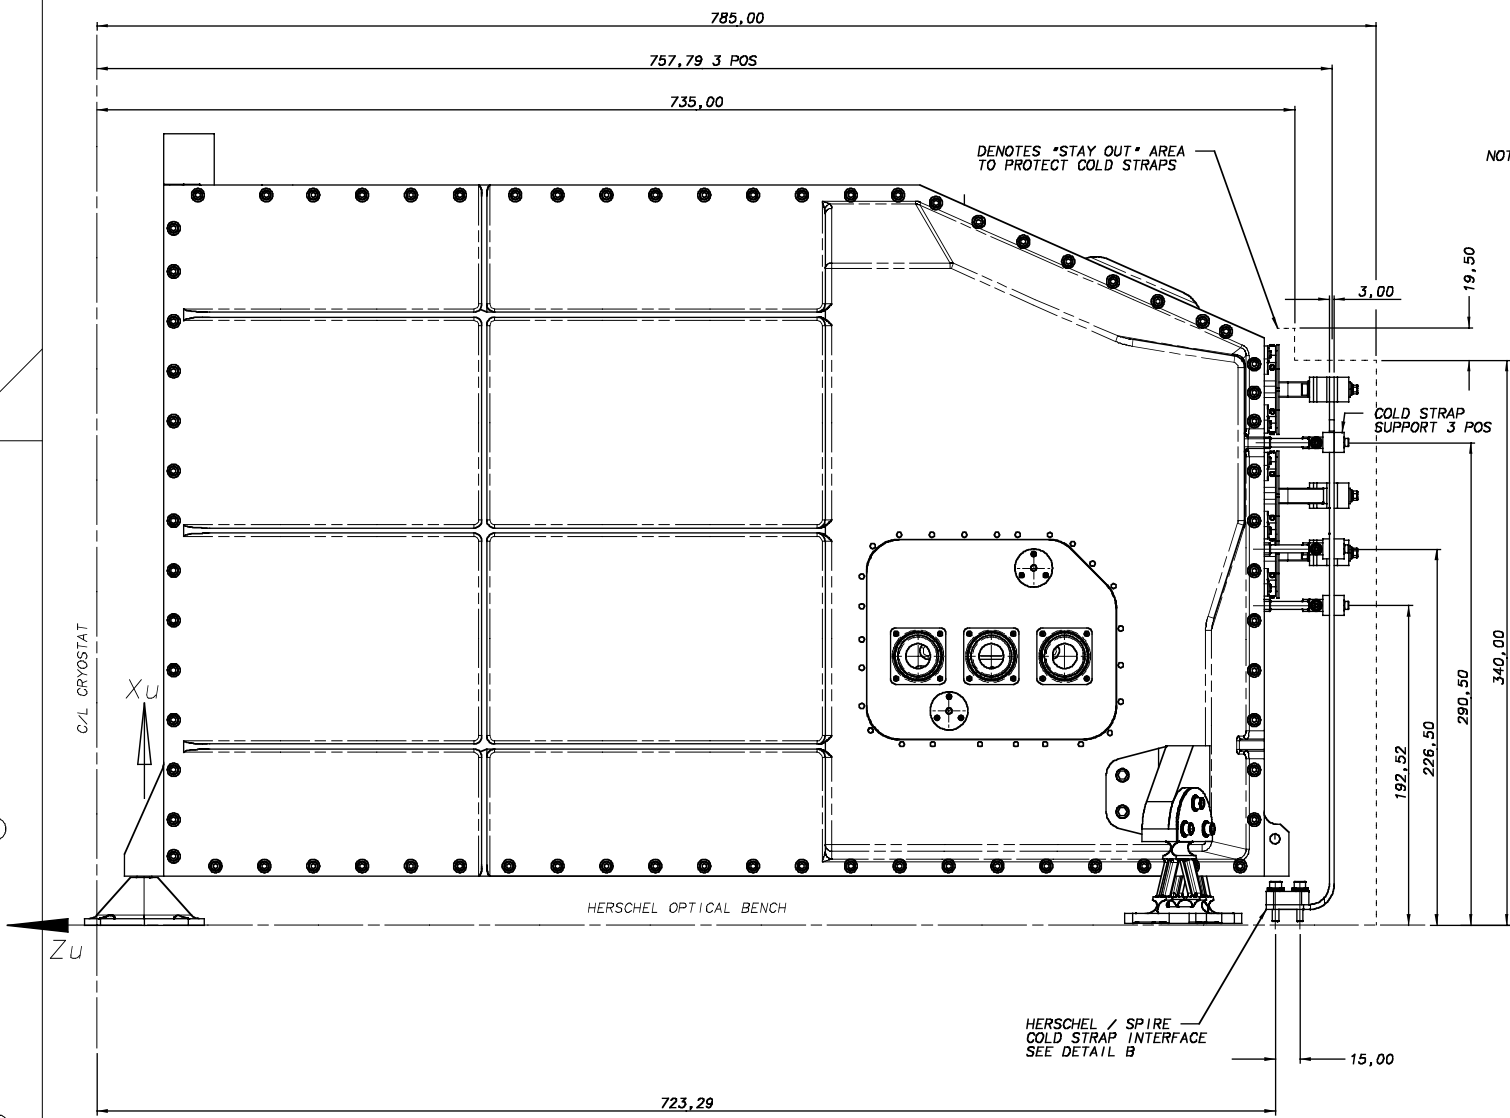 785,00
757,79 3 POS
735,00
DENOTES "STAY OUT" AREA
TO PROTECT COLD STRAPS
NOT
19,50
3,00
COLD STRAP
SUPPORT 3 POS
C/L CRYOSTAT
Xu
340,00
290,50
226,50
192,52
HERSCHEL OPTICAL BENCH
Zu
HERSCHEL / SPIRE
COLD STRAP INTERFACE
SEE DETAIL B
15,00
723,29